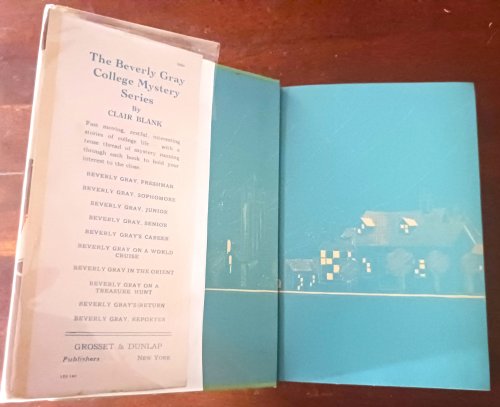 The Beverly Gray
College Mystery
Series
By
CLAIR BLANK
Fast moving, restful, interesting
stories of college life with a
tense thread of mystery running
through each book to hold your
interest to the close.
BEVERLY GRAY, FRESHMAN
BEVERLY GRAY, SOPHOMORE
BEVERLY GRAY, JUNIOR
BEVERLY GRAY, SENIOR
BEVERLY GRAY'S CAREER
BEVERLY GRAY ON A WORLD
CRUISE
BEVERLY GRAY IN THE ORIENT
BEVERLY GRAY ON A
TREASURE HUNT
BEVERLY GRAY'S RETURN
BEVERLY GRAY, REPORTER
GROSSET & DUNLAP
Publishers NEW YORK